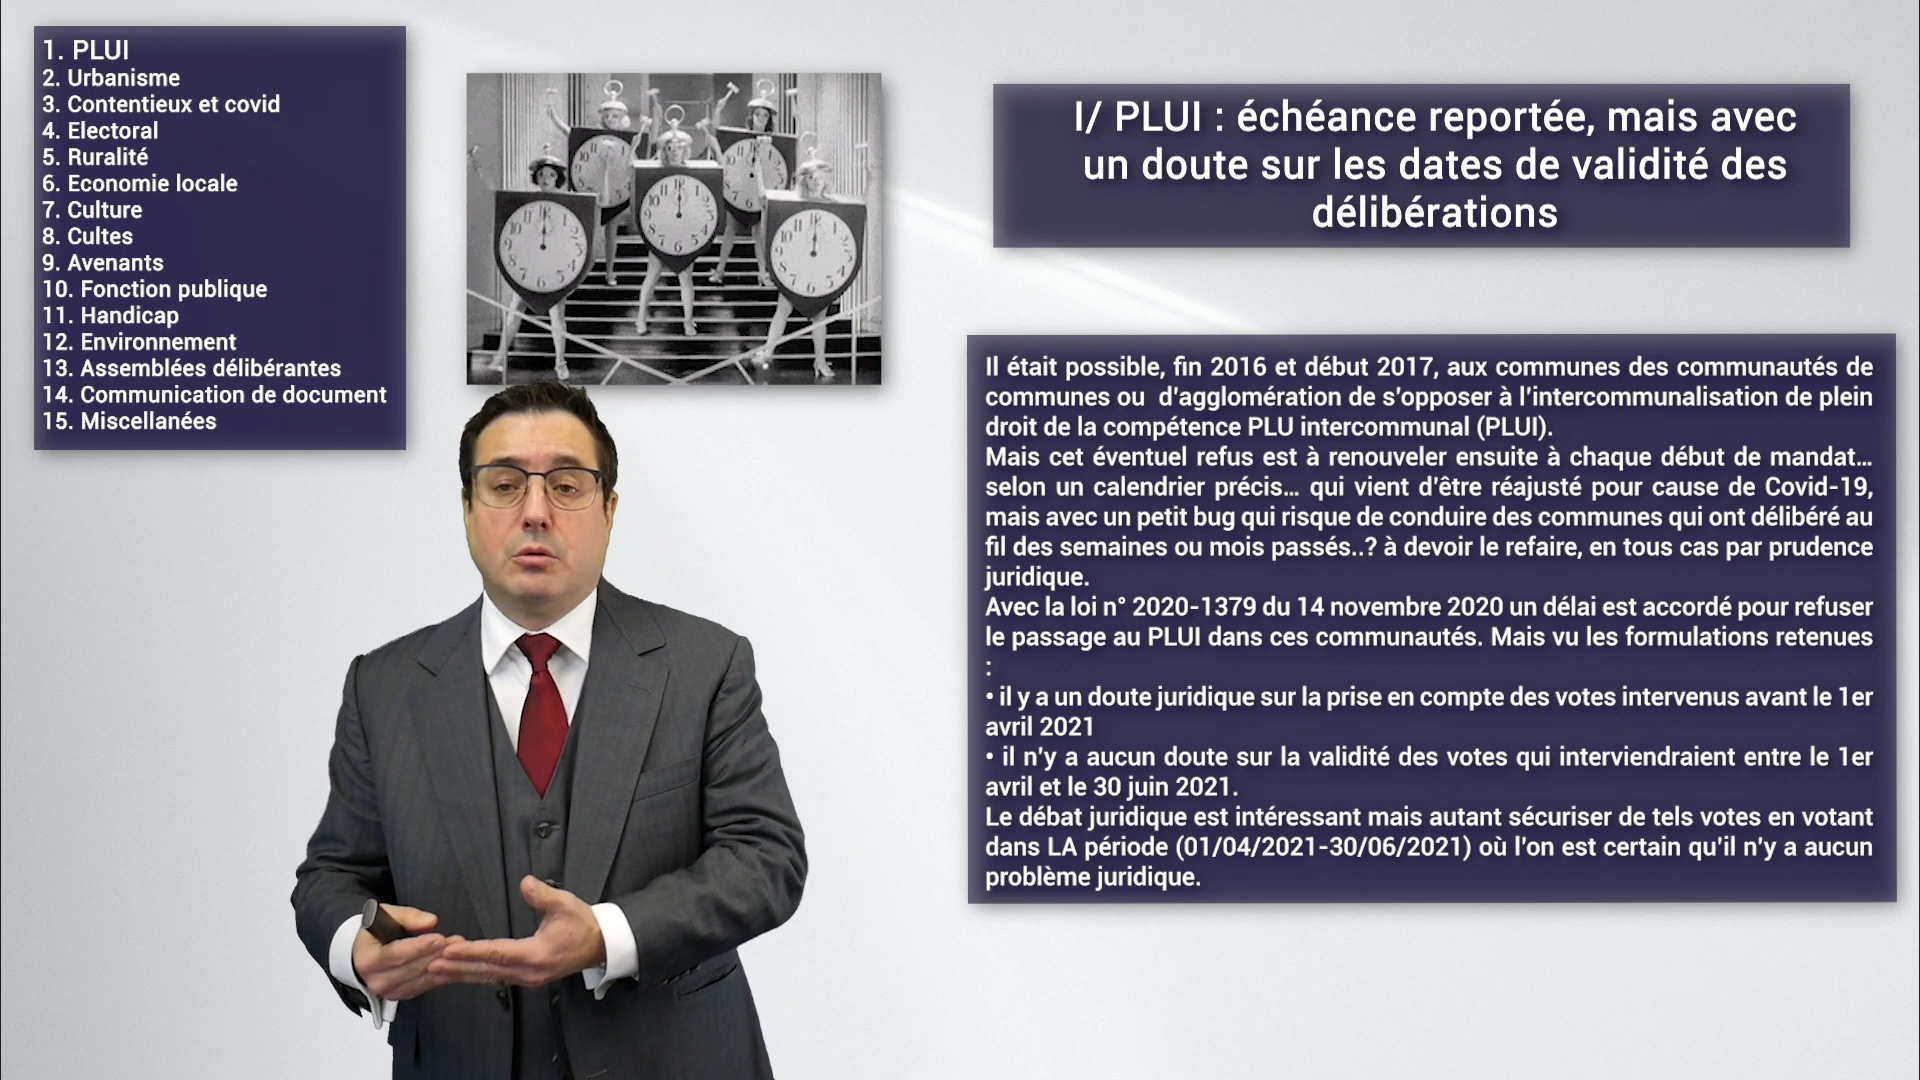 1. PLUI
2. Urbanisme
3. Contentieux et covid
4. Electoral
5. Ruralité
6. Economie locale
7. Culture
8. Cultes
9. Avenants
10. Fonction publique
11. Handicap
12. Environnement
13. Assemblées délibérantes
14. Communication de document
15. Miscellanées
I/ PLUI : échéance reportée, mais avec
un doute sur les dates de validité des
délibérations
Il était possible, fin 2016 et début 2017, aux communes des communautés de
communes ou d'agglomération de s'opposer à l'intercommunalisation de plein
droit de la compétence PLU intercommunal (PLUI).
Mais cet éventuel refus est à renouveler ensuite à chaque début de mandat…
selon un calendrier précis… qui vient d'être réajusté pour cause de Covid-19,
mais avec un petit bug qui risque de conduire des communes qui ont délibéré au
fil des semaines ou mois passés..? à devoir le refaire, en tous cas par prudence
juridique.
Avec la loi n° 2020-1379 du 14 novembre 2020 un délai est accordé pour refuser
le passage au PLUI dans ces communautés. Mais vu les formulations retenues
:
• il y a un doute juridique sur la prise en compte des votes intervenus avant le 1er
avril 2021
• il n'y a aucun doute sur la validité des votes qui interviendraient entre le 1er
avril et le 30 juin 2021.
Le débat juridique est intéressant mais autant sécuriser de tels votes en votant
dans LA période (01/04/2021-30/06/2021) où l'on est certain qu'il n'y a aucun
problème juridique.